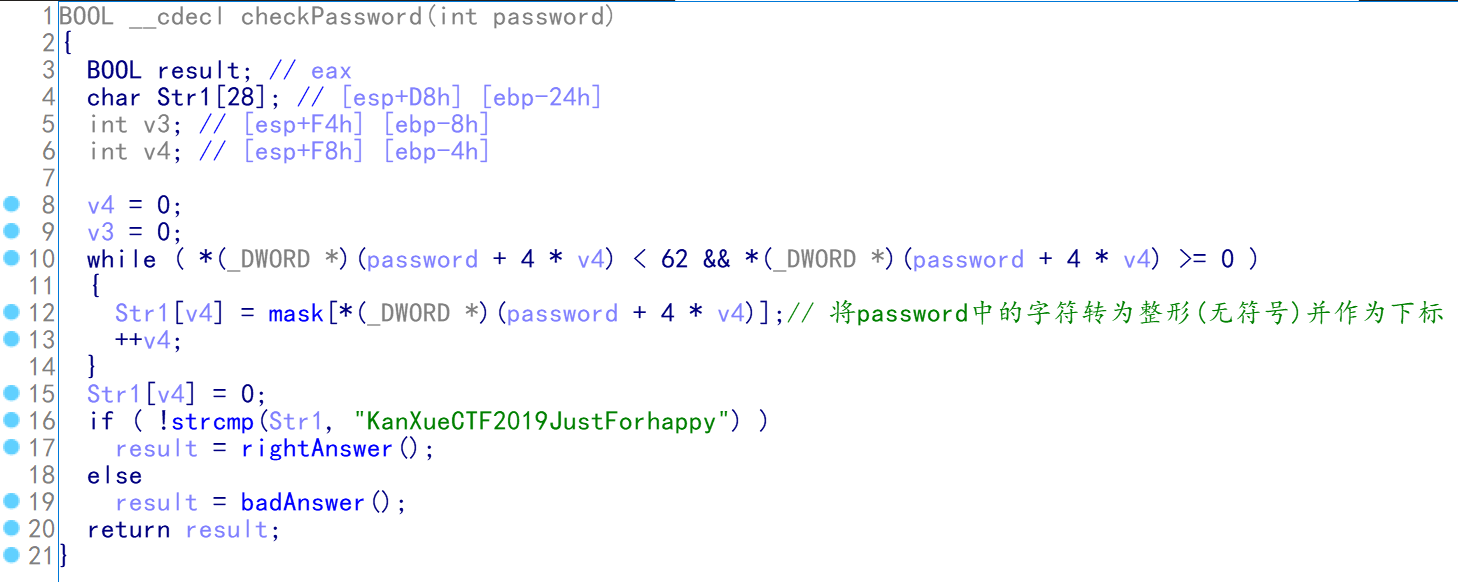 1 BOOL __cdecl checkPassword(int password)
2 {
3   BOOL result; // eax
4   char Str1[28]; // [esp+D8h] [ebp-24h]
5   int v3; // [esp+F4h] [ebp-8h]
6   int v4; // [esp+F8h] [ebp-4h]
7
8   v4 = 0;
9   v3 = 0;
10   while ( *(_DWORD *)(password + 4 * v4) < 62 && *(_DWORD *)(password + 4 * v4) >= 0 )
11   {
12     Str1[v4] = mask[*(_DWORD *)(password + 4 * v4)];// 将password中的字符转为整形(无符号)并作为下标
13     ++v4;
14   }
15   Str1[v4] = 0;
16   if ( !strcmp(Str1, "KanXueCTF2019JustForhappy") )
17     result = rightAnswer();
18   else
19     result = badAnswer();
20   return result;
21 }